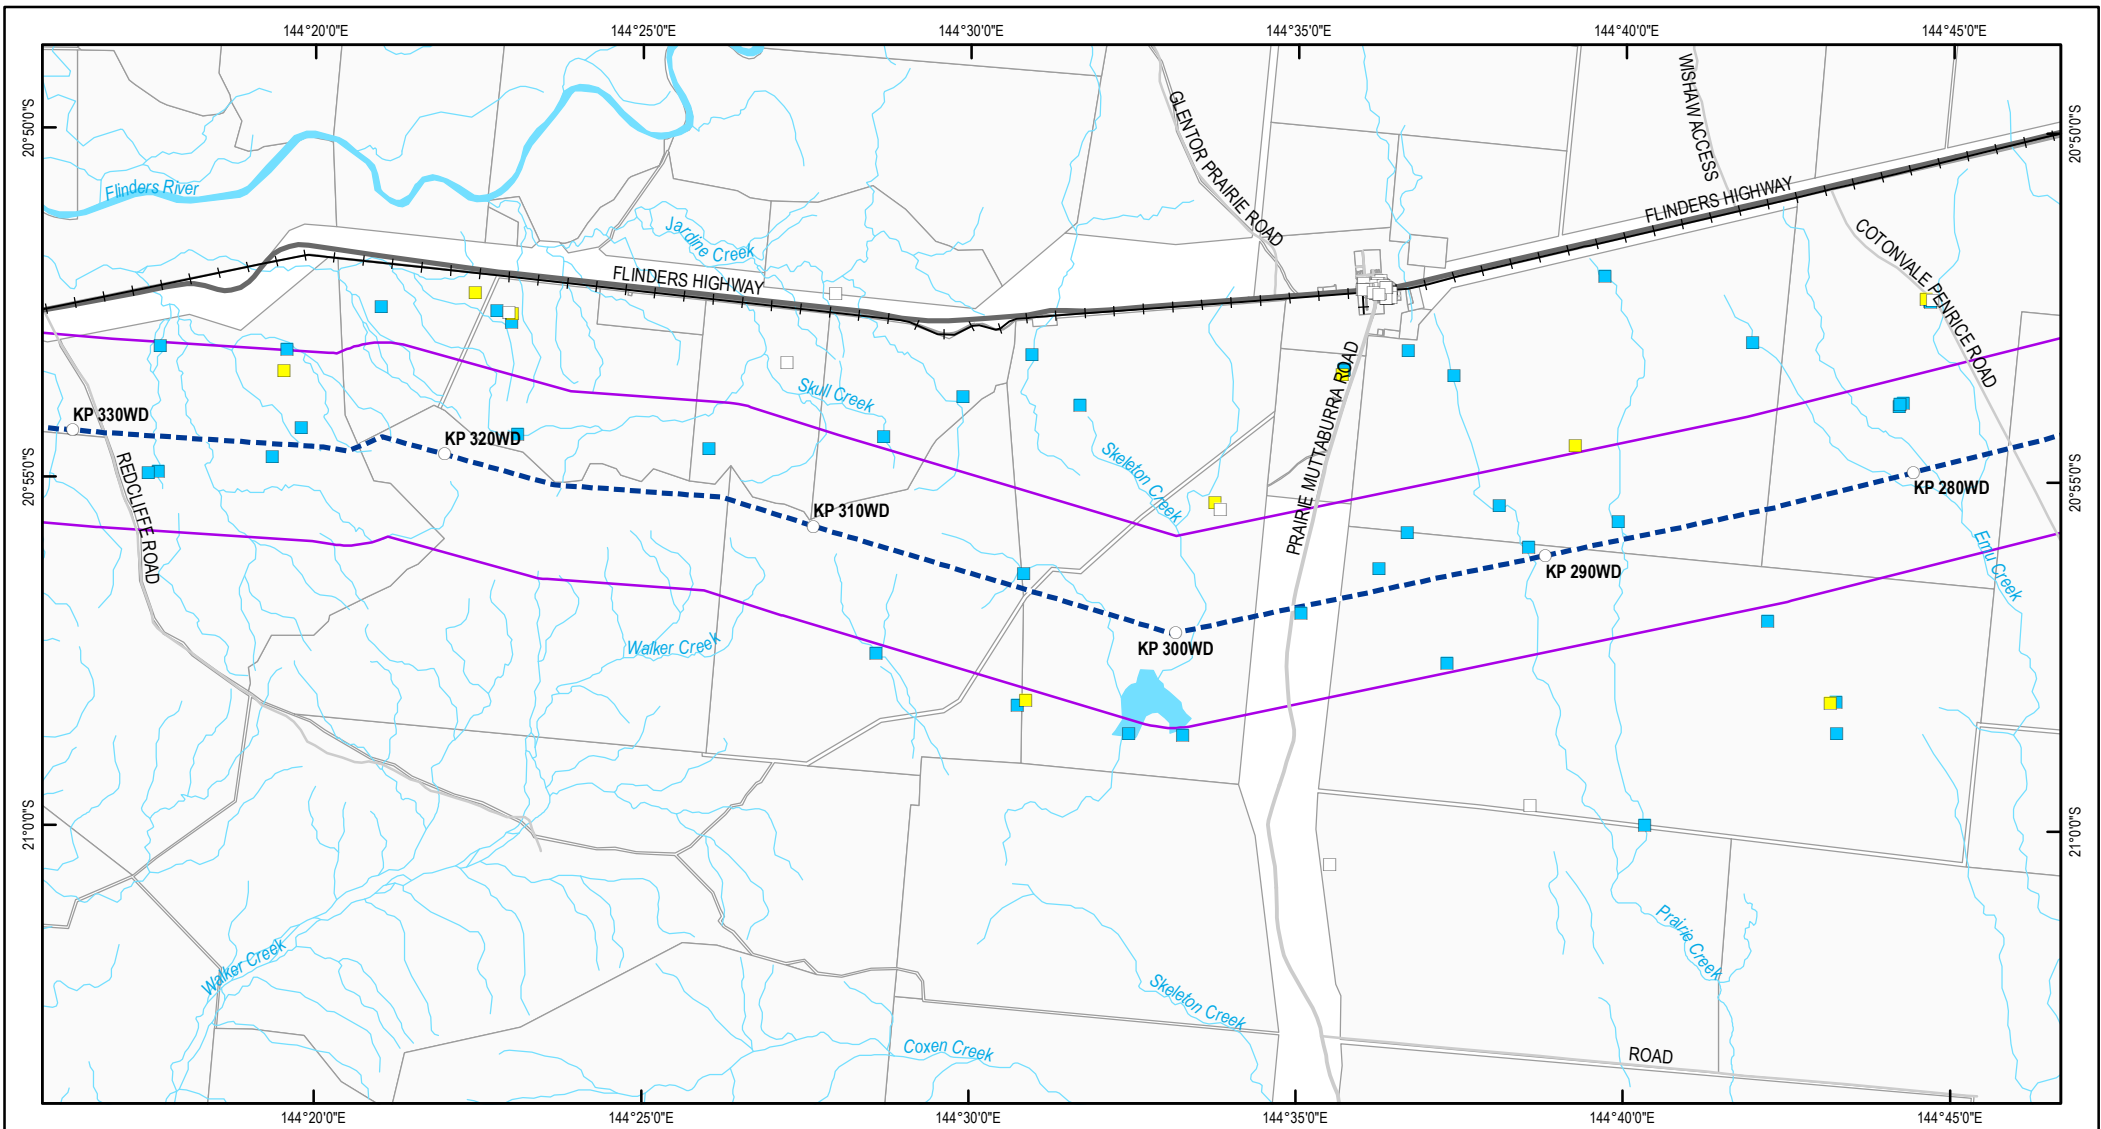 144°20'0"E
144°25'0"E
144°30'0"E
144°35'0"E
144°40'0"E
144°45'0"E
20°50'0"S
20°50'0"S
WISHAW ACCESS
GLENTOR PRAIRIE ROAD
Flinders River
FLINDERS HIGHWAY
Jardine Creek
COTONVALE PENRICE ROAD
FLINDERS HIGHWAY
PRAIRIE MUTTABURRA ROAD
Skull Creek
KP 330WD
KP 320WD
REDCLIFFE ROAD
Skeleton Creek
20°55'0"S
20°55'0"S
KP 280WD
KP 310WD
Emu Creek
KP 290WD
Walker Creek
KP 300WD
21°0'0"S
21°0'0"S
Prairie Creek
Walker Creek
Skeleton Creek
Coxen Creek
ROAD
144°20'0"E
144°25'0"E
144°30'0"E
144°35'0"E
144°40'0"E
144°45'0"E